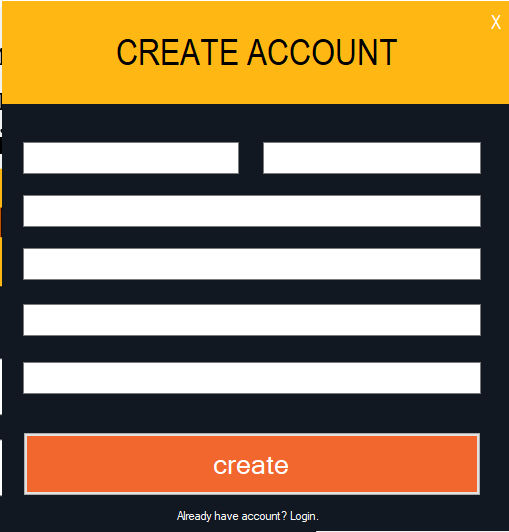 X
CREATE ACCOUNT
create
Already have account? Login.